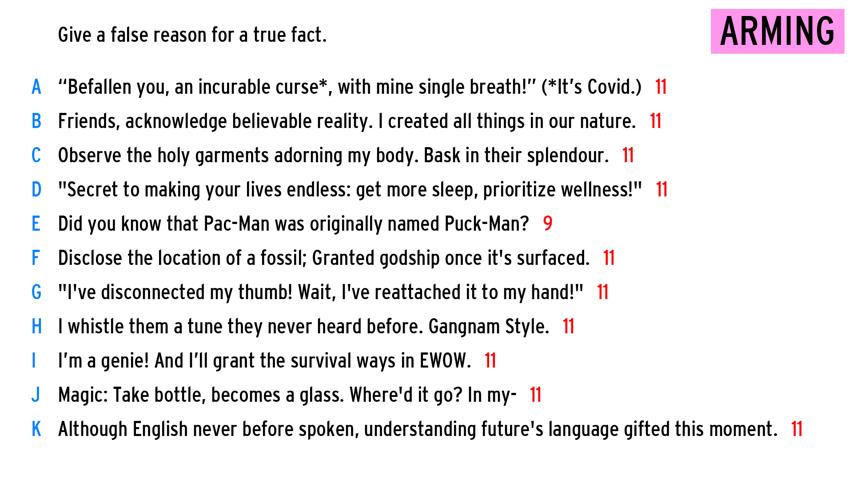 Give a false reason for a true fact.
ARMING
A “Befallen you, an incurable curse*, with mine single breath!” (*It’s Covid.) 11
B Friends, acknowledge believable reality. I created all things in our nature. 11
C Observe the holy garments adorning my body. Bask in their splendour. 11
D "Secret to making your lives endless: get more sleep, prioritize wellness!" 11
E Did you know that Pac-Man was originally named Puck-Man? 9
F Disclose the location of a fossil; Granted godship once it's surfaced. 11
G "I've disconnected my thumb! Wait, I've reattached it to my hand!" 11
H I whistle them a tune they never heard before. Gangnam Style. 11
I I’m a genie! And I’ll grant the survival ways in EWOW. 11
J Magic: Take bottle, becomes a glass. Where'd it go? In my- 11
K Although English never before spoken, understanding future's language gifted this moment. 11